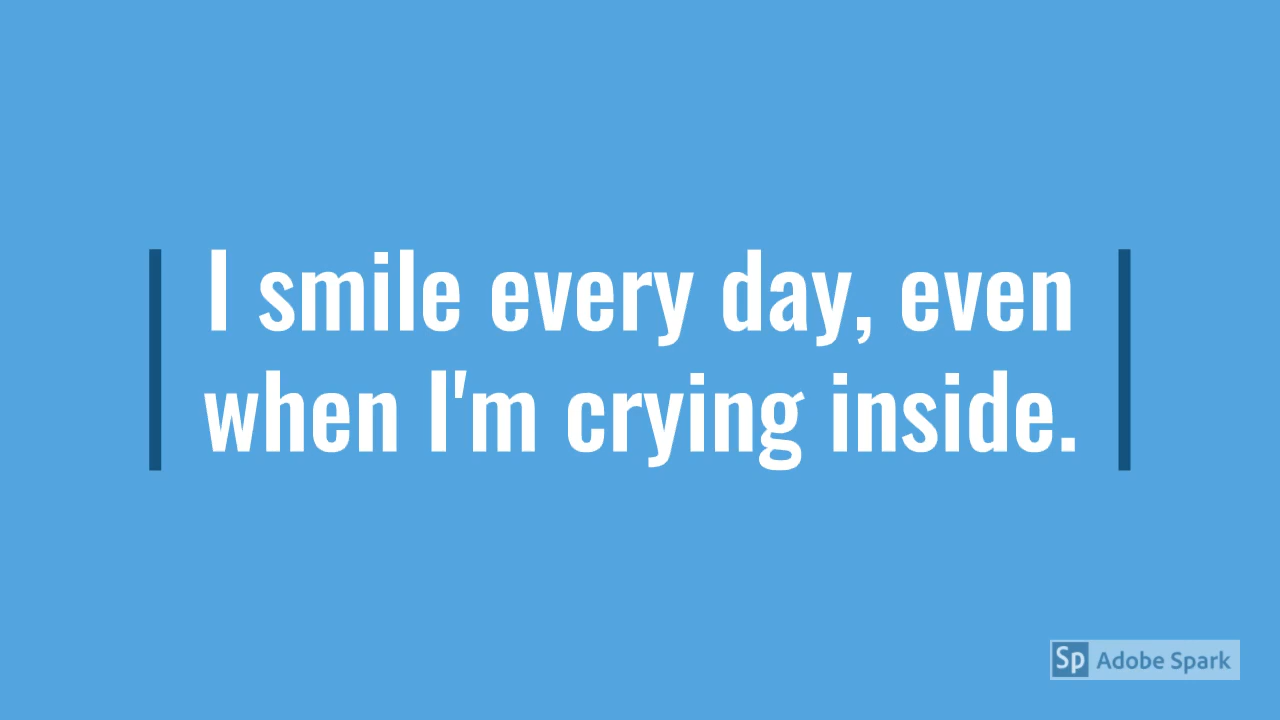 I smile every day, even
when I'm crying inside.
Sp Adobe Spark